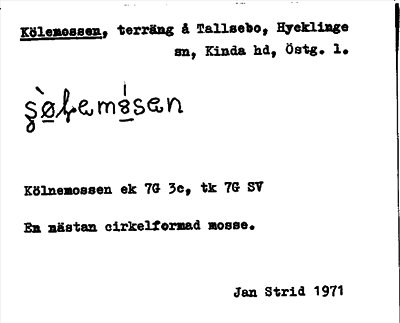 Kölemossen, terräng å Tallsebo, Hycklinge
sn, Kinda hd, Östg. l.
Kölnemossen ek 7G 3c, tk 7G SV
En nästan cirkelformad mosse.
Jan Strid 1971